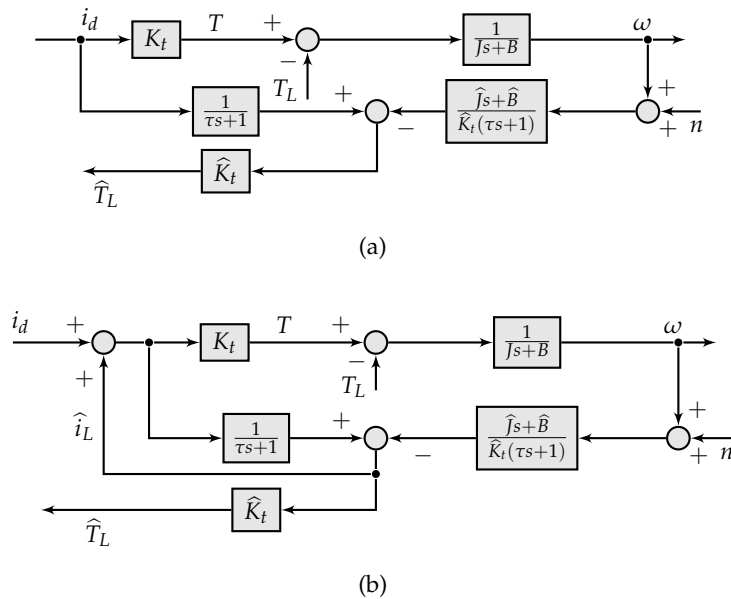 i_d K_t T + − T_L 1/(Js+B) ω
1/(τs+1) + − (Ĵs+B̂)/(K̂_t(τs+1)) + + n
T̂_L K̂_t
(a)
i_d + + K_t T + − T_L 1/(Js+B) ω
î_L 1/(τs+1) + − (Ĵs+B̂)/(K̂_t(τs+1)) + + n
T̂_L K̂_t
(b)